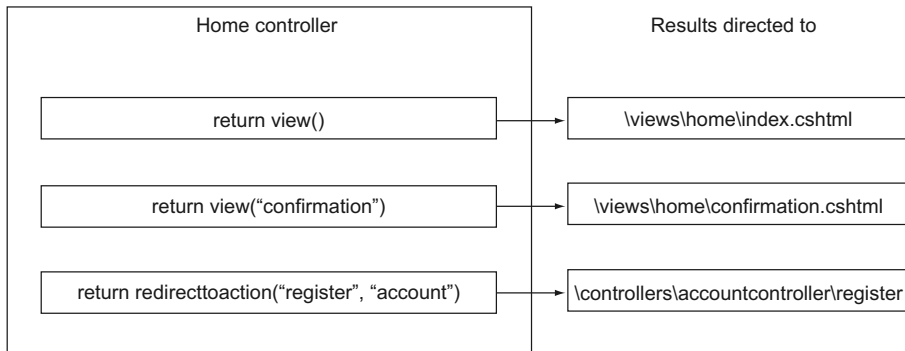 Home controller
Results directed to
return view()
\views\home\index.cshtml
return view(“confirmation”)
\views\home\confirmation.cshtml
return redirecttoaction(“register”, “account”)
\controllers\accountcontroller\register